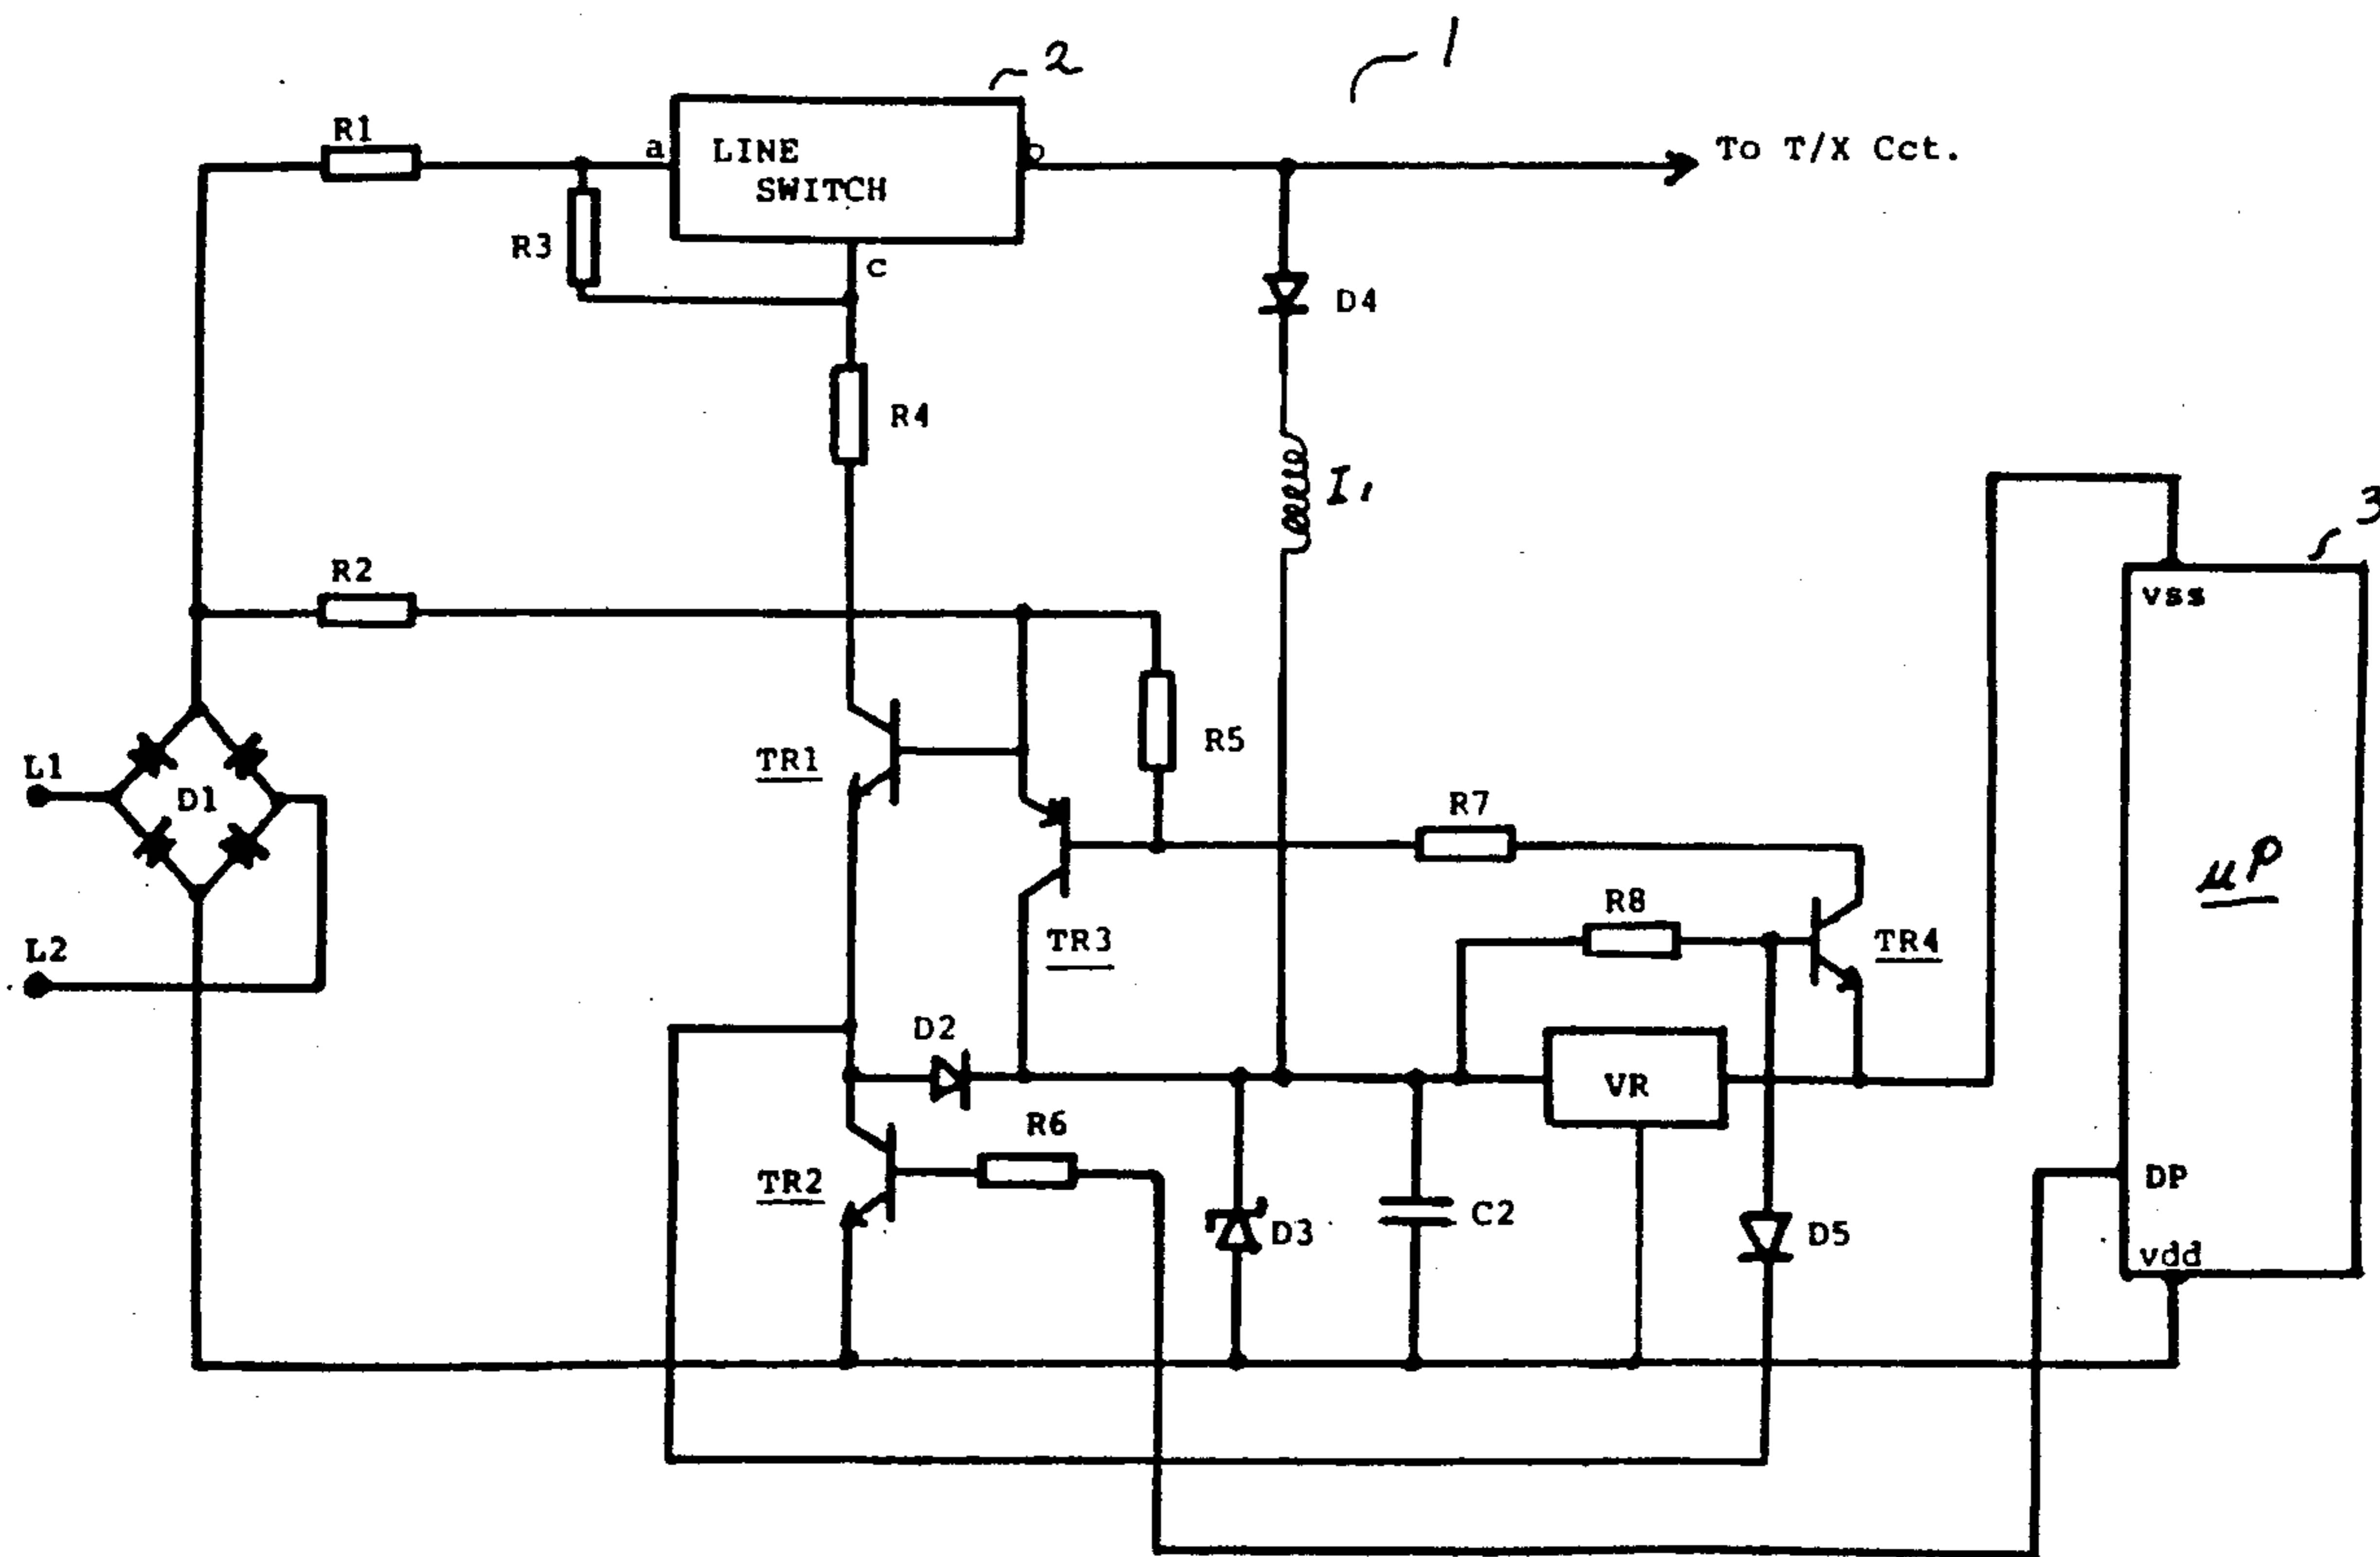 1
2
R1
a
LINE
SWITCH
b
To T/X Cct.
R3
c
D4
R4
I1
3
R2
vss
R5
TR1
L1
D1
R7
µP
R8
TR3
TR4
L2
D2
VR
R6
TR2
DP
D3
C2
D5
vdd